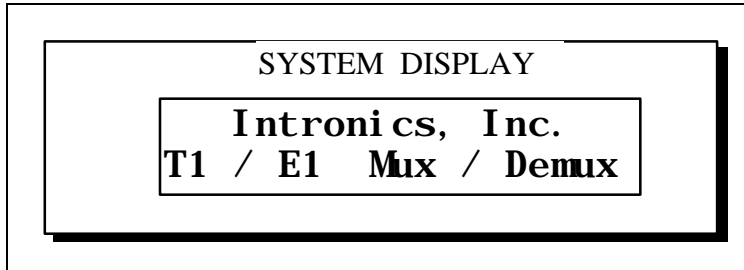 SYSTEM DISPLAY
Intronics, Inc.
T1 / E1 Mux / Demux